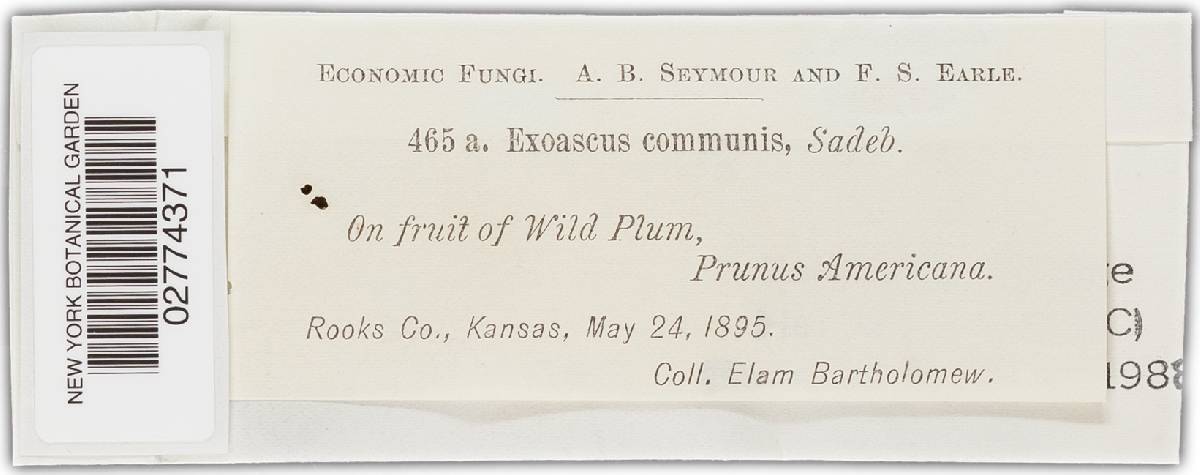 NEW YORK BOTANICAL GARDEN
02774371
ECONOMIC FUNGI. A. B. SEYMOUR AND F. S. EARLE.
465 a. Exoascus communis, Sadeb.
On fruit of Wild Plum,
Prunus Americana.
Rooks Co., Kansas, May 24, 1895.
Coll. Elam Bartholomew.
C)
198